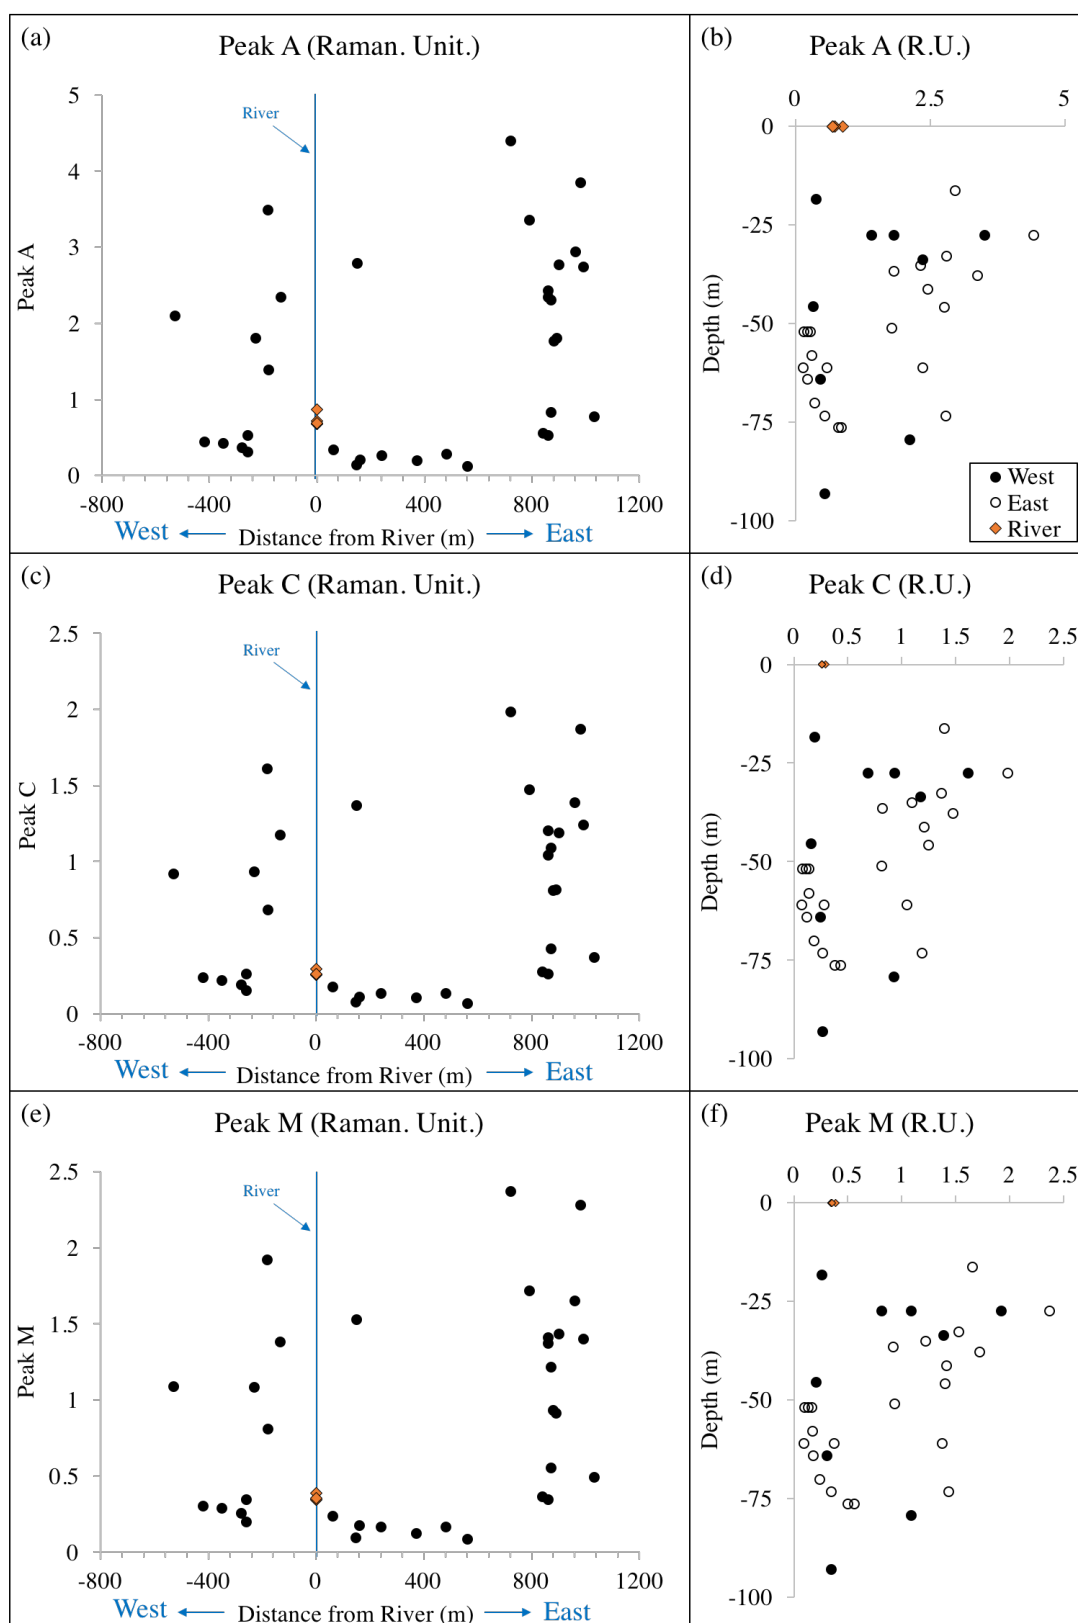 (a)
Peak A (Raman. Unit.)
5
4
3
2
1
0
Peak A
River
-800 -400 0 400 800 1200
West Distance from River (m) East
(b)
Peak A (R.U.)
0 2.5 5
0
-25
-50
-75
-100
Depth (m)
West
East
River
(c)
Peak C (Raman. Unit.)
2.5
2
1.5
1
0.5
0
Peak C
River
-800 -400 0 400 800 1200
West Distance from River (m) East
(d)
Peak C (R.U.)
0 0.5 1 1.5 2 2.5
0
-25
-50
-75
-100
Depth (m)
(e)
Peak M (Raman. Unit.)
2.5
2
1.5
1
0.5
0
Peak M
River
-800 -400 0 400 800 1200
West Distance from River (m) East
(f)
Peak M (R.U.)
0 0.5 1 1.5 2 2.5
0
-25
-50
-75
-100
Depth (m)